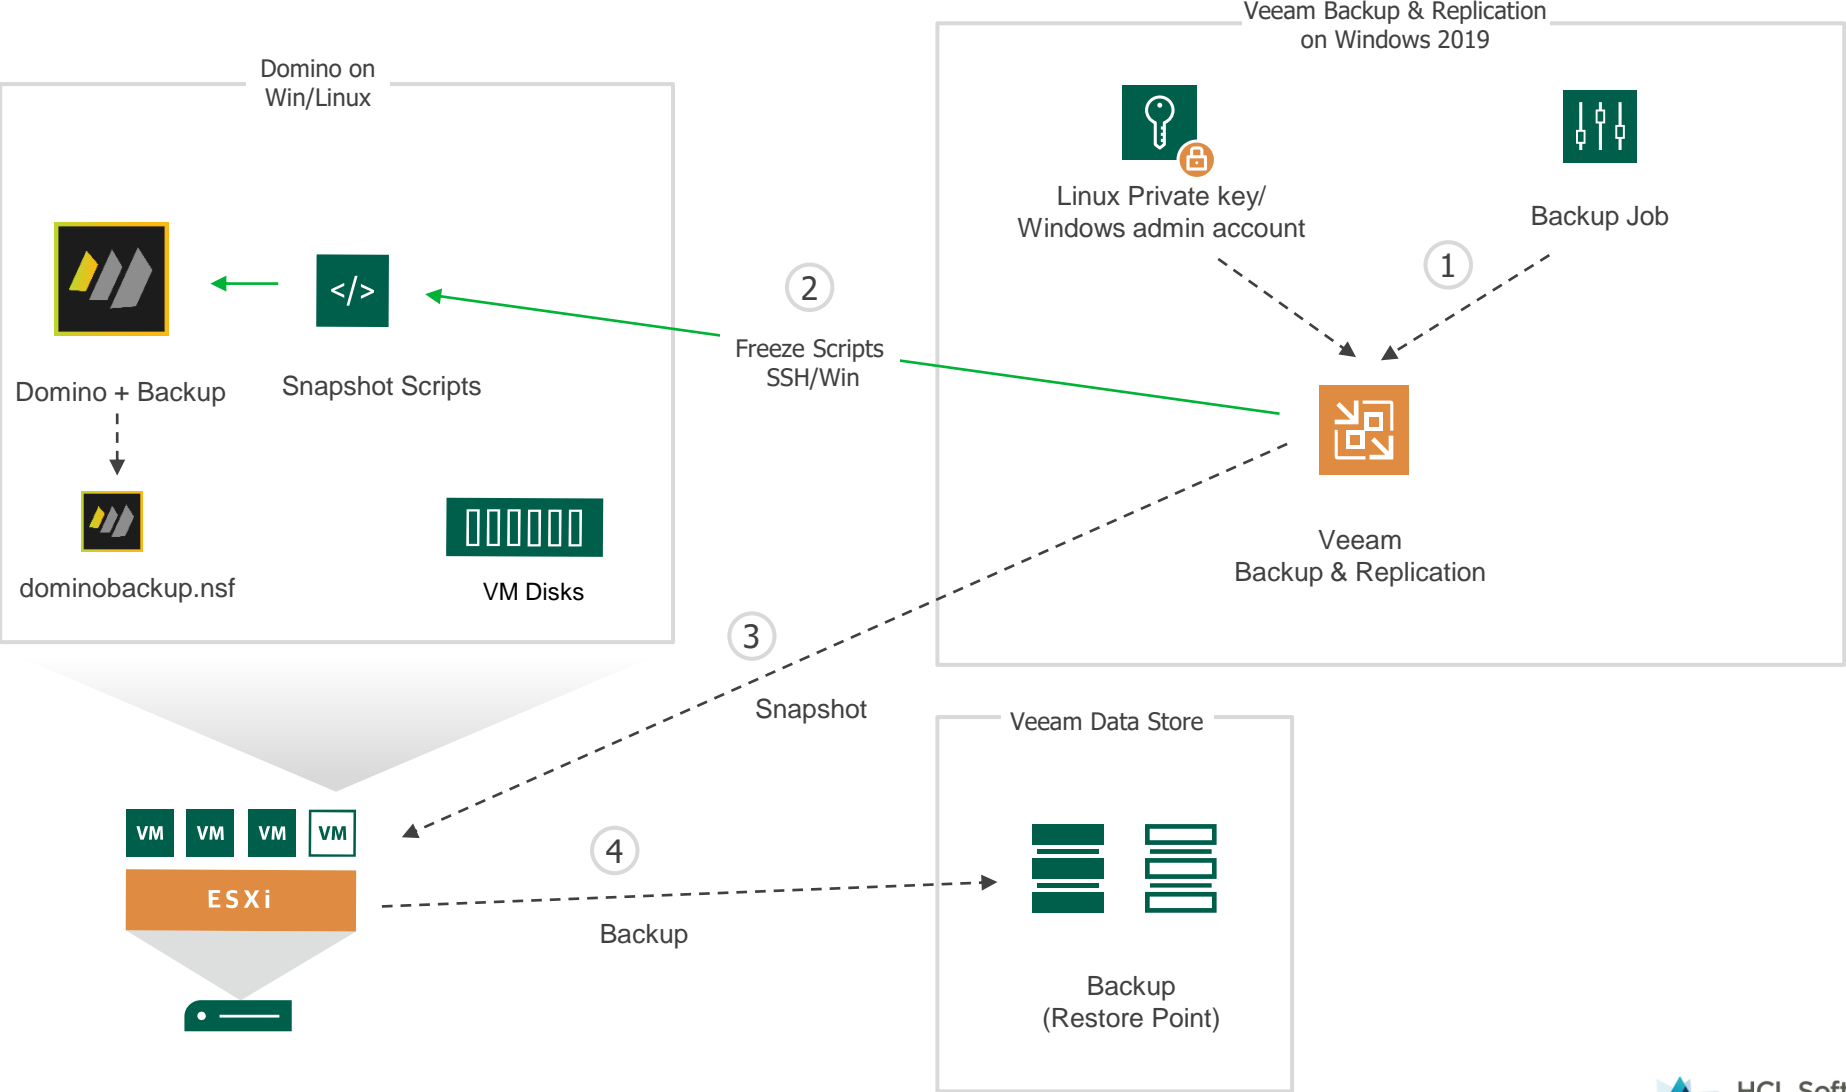 Veeam Backup & Replication
on Windows 2019
Domino on
Win/Linux
Linux Private key/
Windows admin account
Backup Job
1
2
</>
Freeze Scripts
SSH/Win
Domino + Backup
Snapshot Scripts
Veeam
Backup & Replication
dominobackup.nsf
VM Disks
3
Snapshot
Veeam Data Store
VM VM VM VM
4
ESXi
Backup
Backup
(Restore Point)
HCL